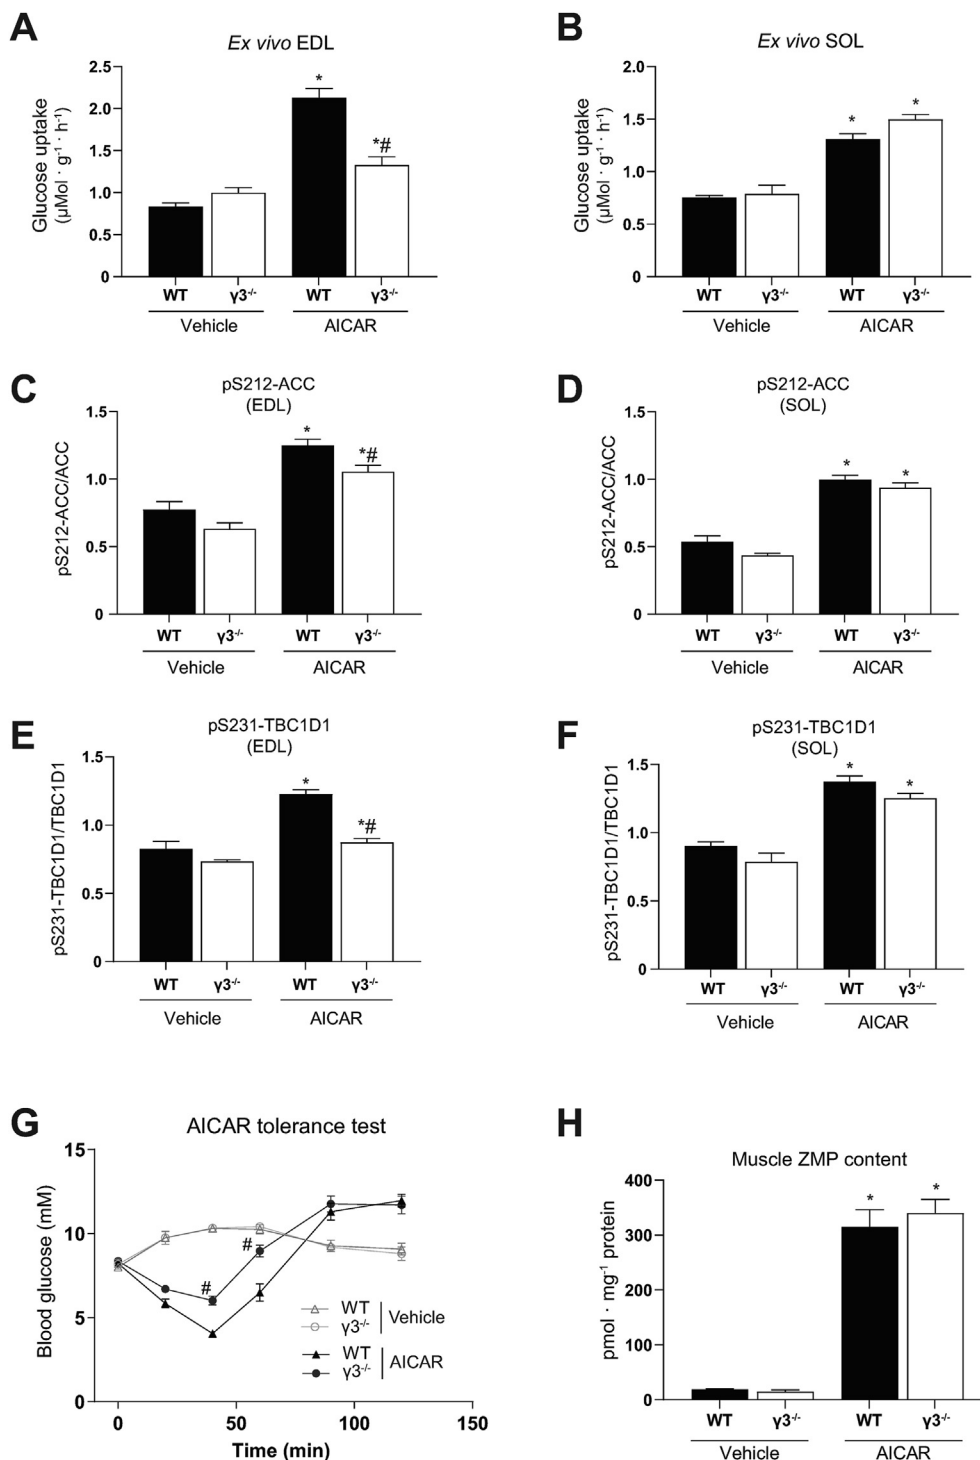 A
Ex vivo EDL
Glucose uptake
(µMol · g⁻¹ · h⁻¹)
2.5
2.0
1.5
1.0
0.5
0
*
*#
WT
γ3⁻/⁻
WT
γ3⁻/⁻
Vehicle
AICAR
B
Ex vivo SOL
Glucose uptake
(µMol · g⁻¹ · h⁻¹)
2.0
1.5
1.0
0.5
0
*
*
WT
γ3⁻/⁻
WT
γ3⁻/⁻
Vehicle
AICAR
C
pS212-ACC
(EDL)
pS212-ACC/ACC
1.5
1.0
0.5
0
*
*#
WT
γ3⁻/⁻
WT
γ3⁻/⁻
Vehicle
AICAR
D
pS212-ACC
(SOL)
pS212-ACC/ACC
1.5
1.0
0.5
0
*
*
WT
γ3⁻/⁻
WT
γ3⁻/⁻
Vehicle
AICAR
E
pS231-TBC1D1
(EDL)
pS231-TBC1D1/TBC1D1
1.5
1.0
0.5
0
*
*#
WT
γ3⁻/⁻
WT
γ3⁻/⁻
Vehicle
AICAR
F
pS231-TBC1D1
(SOL)
pS231-TBC1D1/TBC1D1
1.5
1.0
0.5
0
*
*
WT
γ3⁻/⁻
WT
γ3⁻/⁻
Vehicle
AICAR
G
AICAR tolerance test
Blood glucose (mM)
15
10
5
0
#
#
WT
γ3⁻/⁻
Vehicle
WT
γ3⁻/⁻
AICAR
0
50
100
150
Time (min)
H
Muscle ZMP content
pmol · mg⁻¹ protein
400
300
200
100
0
*
*
WT
γ3⁻/⁻
WT
γ3⁻/⁻
Vehicle
AICAR